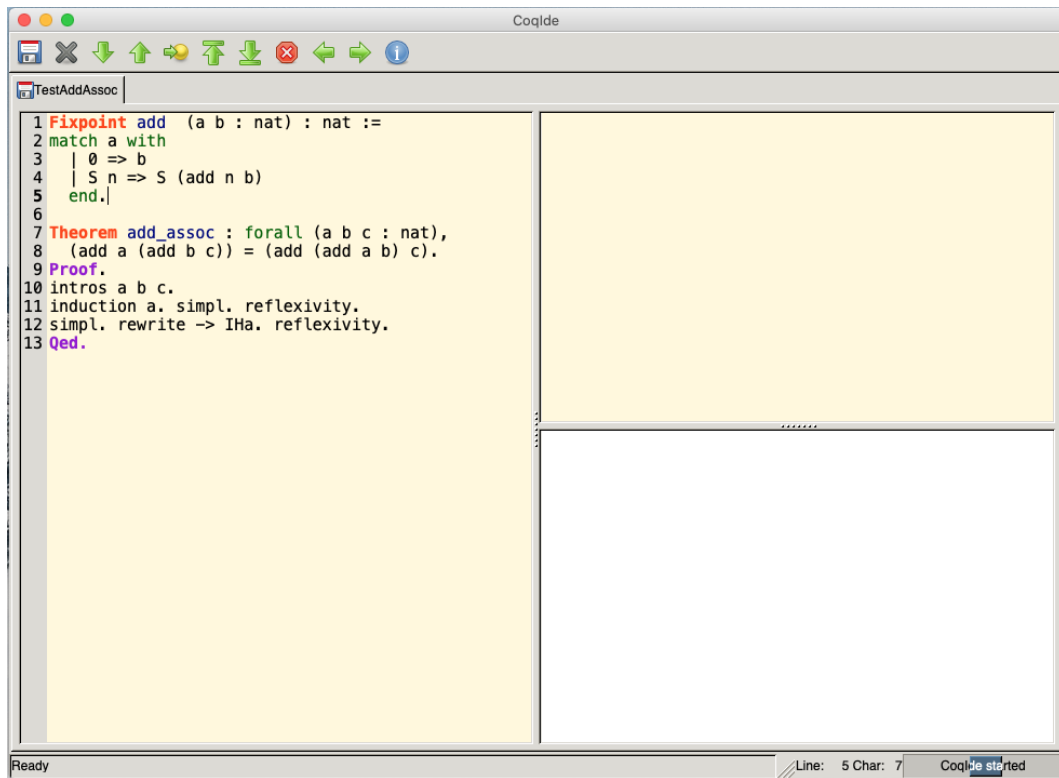 CoqIde
TestAddAssoc
1 Fixpoint add  (a b : nat) : nat :=
2 match a with
3   | 0 => b
4   | S n => S (add n b)
5   end.
6
7 Theorem add_assoc : forall (a b c : nat),
8   (add a (add b c)) = (add (add a b) c).
9 Proof.
10 intros a b c.
11 induction a. simpl. reflexivity.
12 simpl. rewrite -> IHa. reflexivity.
13 Qed.
Ready Line: 5 Char: 7 CoqIde started